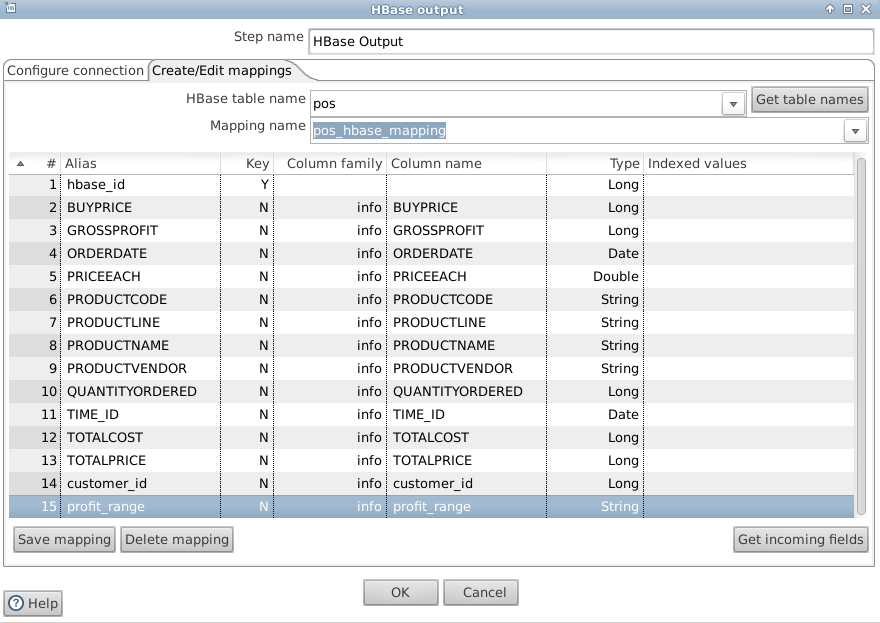 HBase output
Step name HBase Output
Configure connection Create/Edit mappings
HBase table name pos Get table names
Mapping name pos_hbase_mapping
# Alias Key Column family Column name Type Indexed values
1 hbase_id Y Long
2 BUYPRICE N info BUYPRICE Long
3 GROSSPROFIT N info GROSSPROFIT Long
4 ORDERDATE N info ORDERDATE Date
5 PRICEEACH N info PRICEEACH Double
6 PRODUCTCODE N info PRODUCTCODE String
7 PRODUCTLINE N info PRODUCTLINE String
8 PRODUCTNAME N info PRODUCTNAME String
9 PRODUCTVENDOR N info PRODUCTVENDOR String
10 QUANTITYORDERED N info QUANTITYORDERED Long
11 TIME_ID N info TIME_ID Date
12 TOTALCOST N info TOTALCOST Long
13 TOTALPRICE N info TOTALPRICE Long
14 customer_id N info customer_id Long
15 profit_range N info profit_range String
Save mapping Delete mapping Get incoming fields
OK Cancel
? Help